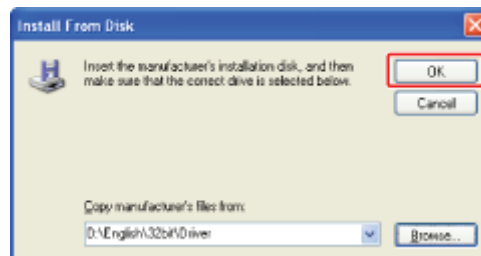 Install From Disk
Insert the manufacturer's installation disk, and then
make sure that the correct drive is selected below.
OK
Cancel
Copy manufacturer's files from:
D:\English\32bit\Driver
Browse...